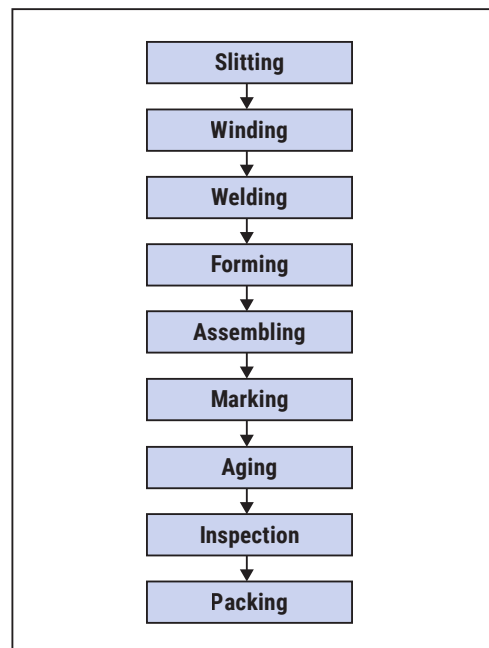 Slitting
Winding
Welding
Forming
Assembling
Marking
Aging
Inspection
Packing